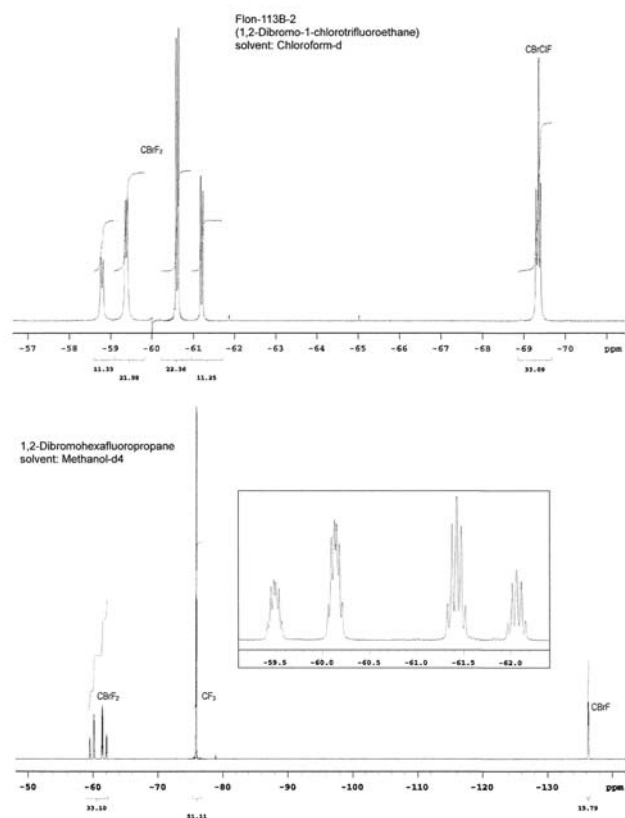 Flon-113B-2
(1,2-Dibromo-1-chlorotrifluoroethane)
solvent: Chloroform-d
CBrClF
CBrF₂
-57 -58 -59 -60 -61 -62 -63 -64 -65 -66 -67 -68 -69 -70 ppm
11.33 22.36 33.09
21.98 11.25
1,2-Dibromohexafluoropropane
solvent: Methanol-d4
-59.5 -60.0 -60.5 -61.0 -61.5 -62.0
CBrF₂ CF₃ CBrF
-50 -60 -70 -80 -90 -100 -110 -120 -130 ppm
33.10 51.11 15.79